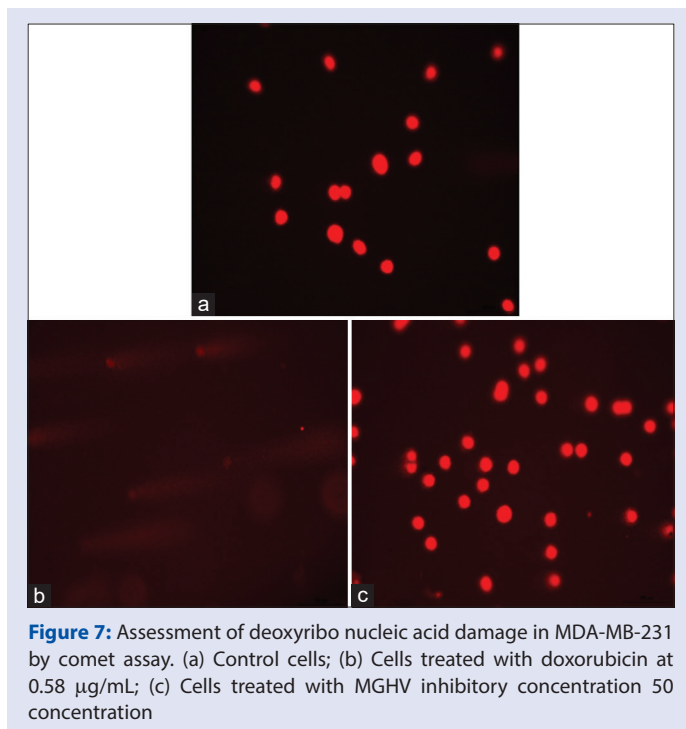 a
b
c
Figure 7: Assessment of deoxyribo nucleic acid damage in MDA-MB-231
by comet assay. (a) Control cells; (b) Cells treated with doxorubicin at
0.58 μg/mL; (c) Cells treated with MGHV inhibitory concentration 50
concentration